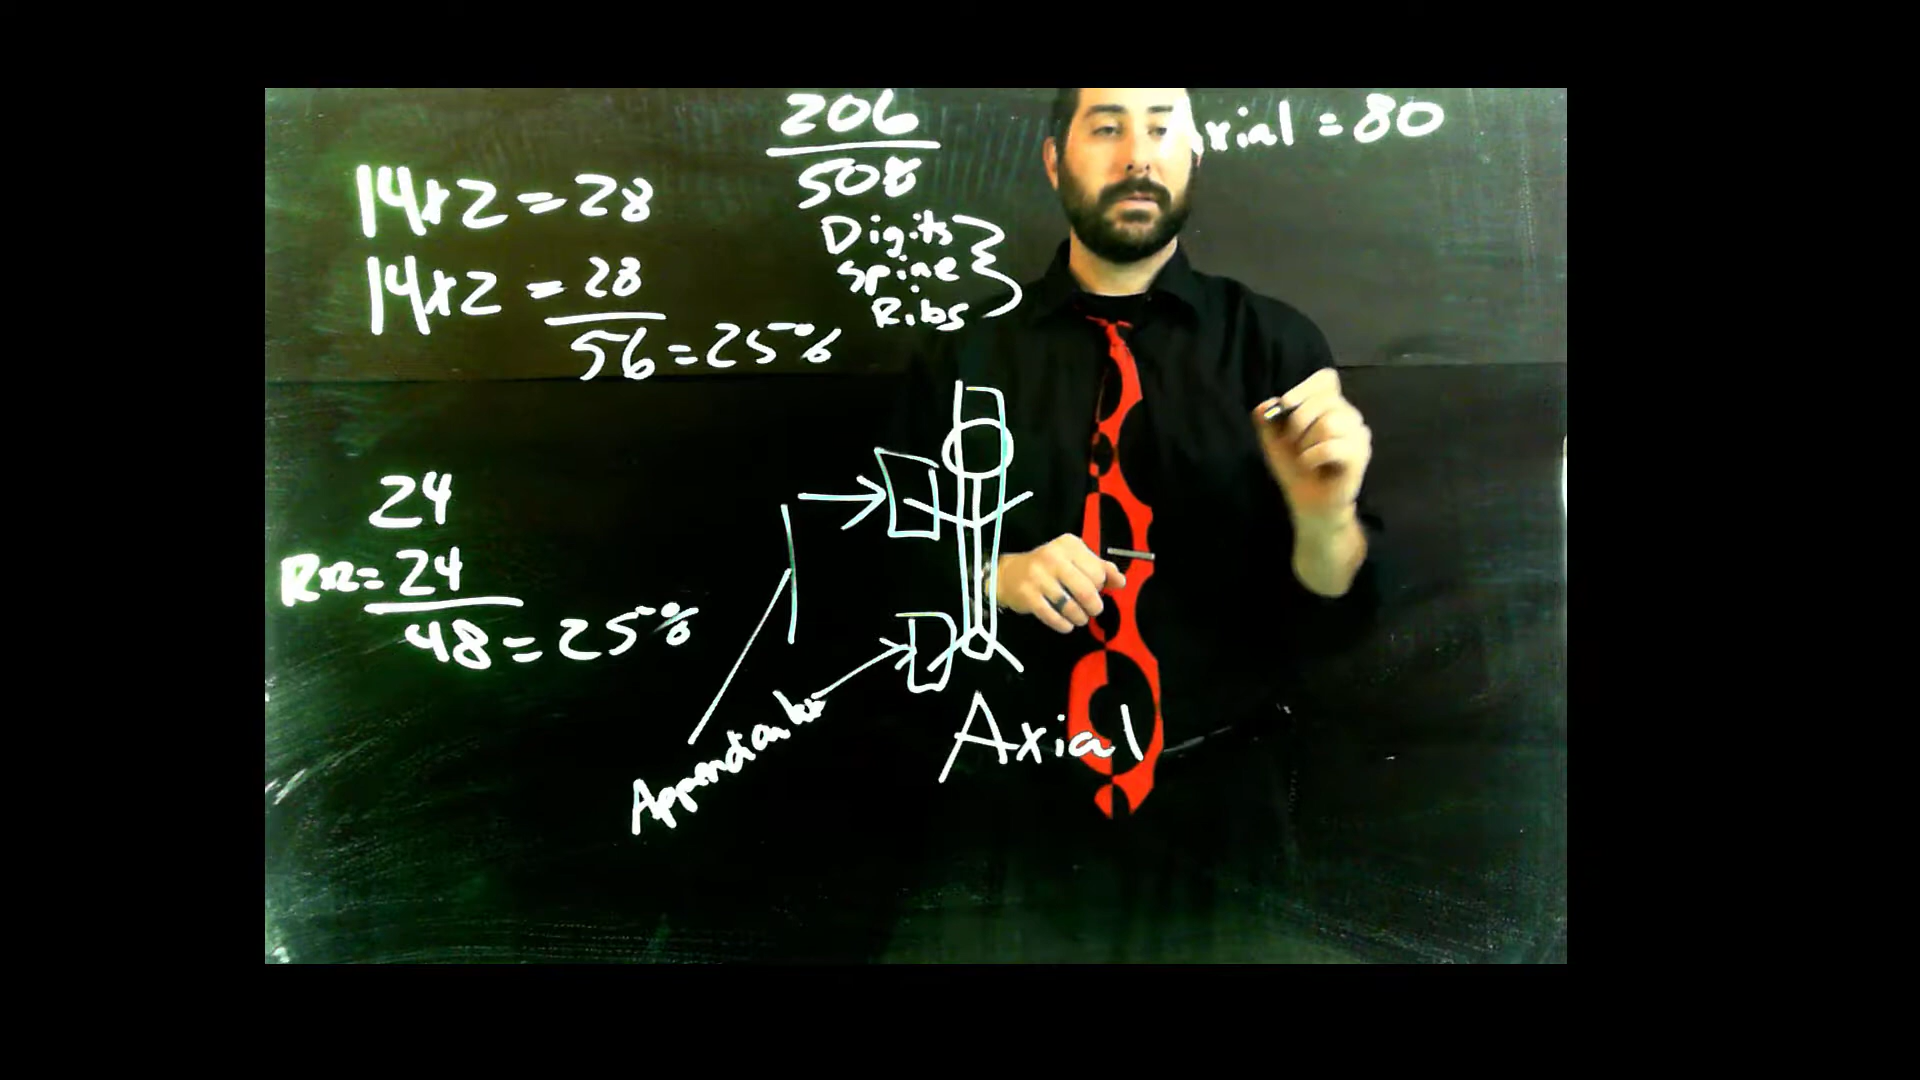 206
508
xial = 80
14x2 = 28
14x2 = 28
56 = 25%
Digits
Spine
Ribs
24
Rx2 = 24
48 = 25%
Appendicular
Axial